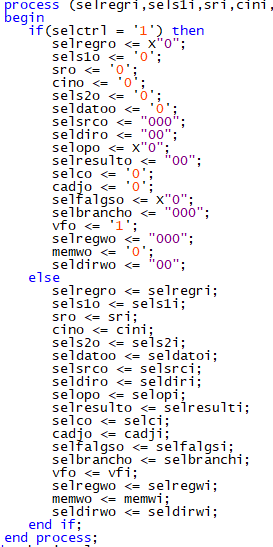 process (selregri,sels1i,sri,cini,
begin
if(selctrl = '1') then
selregro <= X"0";
sels1o <= '0';
sro <= '0';
cino <= '0';
sels2o <= '0';
seldatoo <= '0';
selsrco <= "000";
seldiro <= "00";
selopo <= X"0";
selresulto <= "00";
selco <= '0';
cadjo <= '0';
selfalgso <= X"0";
selbrancho <= "000";
vfo <= '1';
selregwo <= "000";
memwo <= '0';
seldirwo <= "00";
else
selregro <= selregri;
sels1o <= sels1i;
sro <= sri;
cino <= cini;
sels2o <= sels2i;
seldatoo <= seldatoi;
selsrco <= selsrci;
seldiro <= seldiri;
selopo <= selopi;
selresulto <= selresulti;
selco <= selci;
cadjo <= cadji;
selfalgso <= selfalgsi;
selbrancho <= selbranchi;
vfo <= vfi;
selregwo <= selregwi;
memwo <= memwi;
seldirwo <= seldirwi;
end if;
end process;